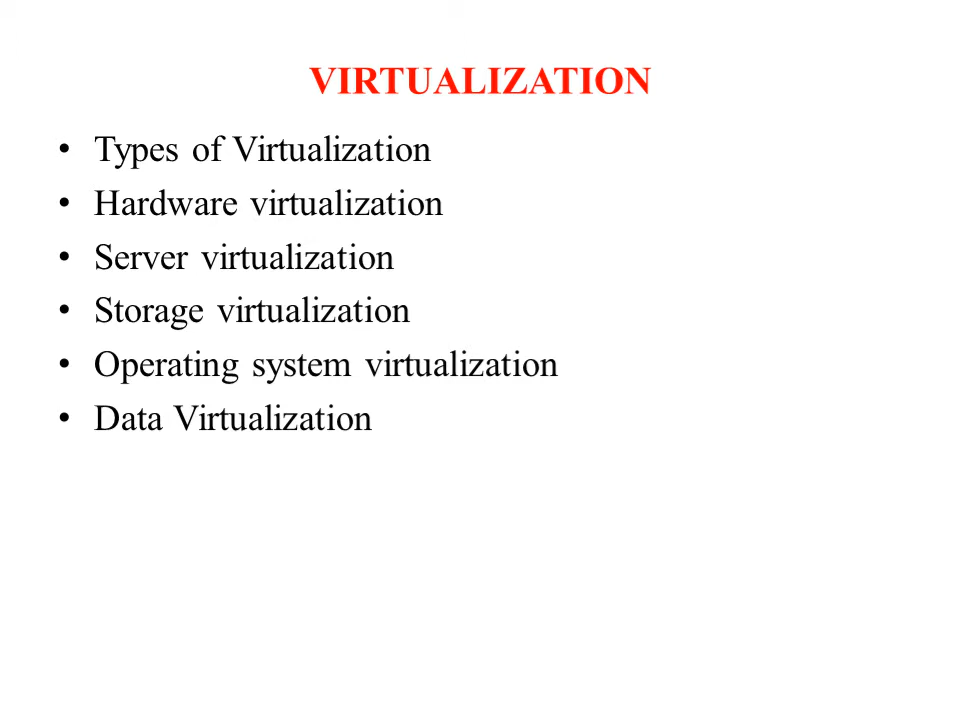 VIRTUALIZATION
• Types of Virtualization
• Hardware virtualization
• Server virtualization
• Storage virtualization
• Operating system virtualization
• Data Virtualization